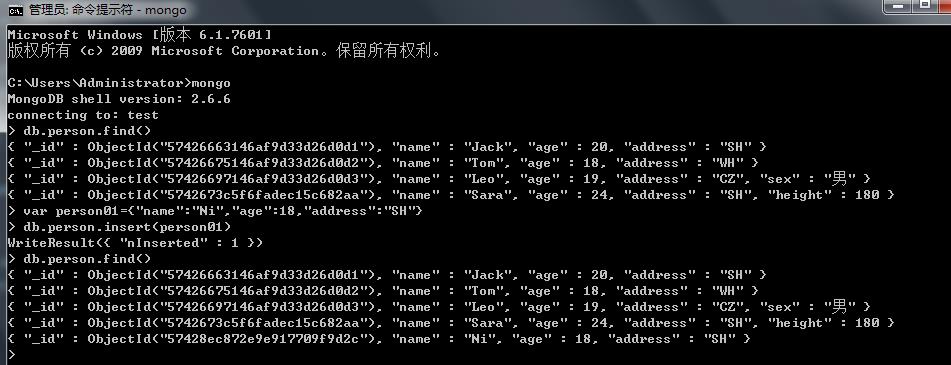 管理员: 命令提示符 - mongo
Microsoft Windows [版本 6.1.7601]
版权所有 (c) 2009 Microsoft Corporation。保留所有权利。
C:\Users\Administrator>mongo
MongoDB shell version: 2.6.6
connecting to: test
> db.person.find()
{ "_id" : ObjectId("57426663146af9d33d26d0d1"), "name" : "Jack", "age" : 20, "address" : "SH" }
{ "_id" : ObjectId("57426675146af9d33d26d0d2"), "name" : "Tom", "age" : 18, "address" : "WH" }
{ "_id" : ObjectId("57426697146af9d33d26d0d3"), "name" : "Leo", "age" : 19, "address" : "CZ", "sex" : "男" }
{ "_id" : ObjectId("5742673c5f6fadec15c682aa"), "name" : "Sara", "age" : 24, "address" : "SH", "height" : 180 }
> var person01={"name":"Ni","age":18,"address":"SH"}
> db.person.insert(person01)
WriteResult({ "nInserted" : 1 })
> db.person.find()
{ "_id" : ObjectId("57426663146af9d33d26d0d1"), "name" : "Jack", "age" : 20, "address" : "SH" }
{ "_id" : ObjectId("57426675146af9d33d26d0d2"), "name" : "Tom", "age" : 18, "address" : "WH" }
{ "_id" : ObjectId("57426697146af9d33d26d0d3"), "name" : "Leo", "age" : 19, "address" : "CZ", "sex" : "男" }
{ "_id" : ObjectId("5742673c5f6fadec15c682aa"), "name" : "Sara", "age" : 24, "address" : "SH", "height" : 180 }
{ "_id" : ObjectId("57428ec872e9e917709f9d2c"), "name" : "Ni", "age" : 18, "address" : "SH" }
>